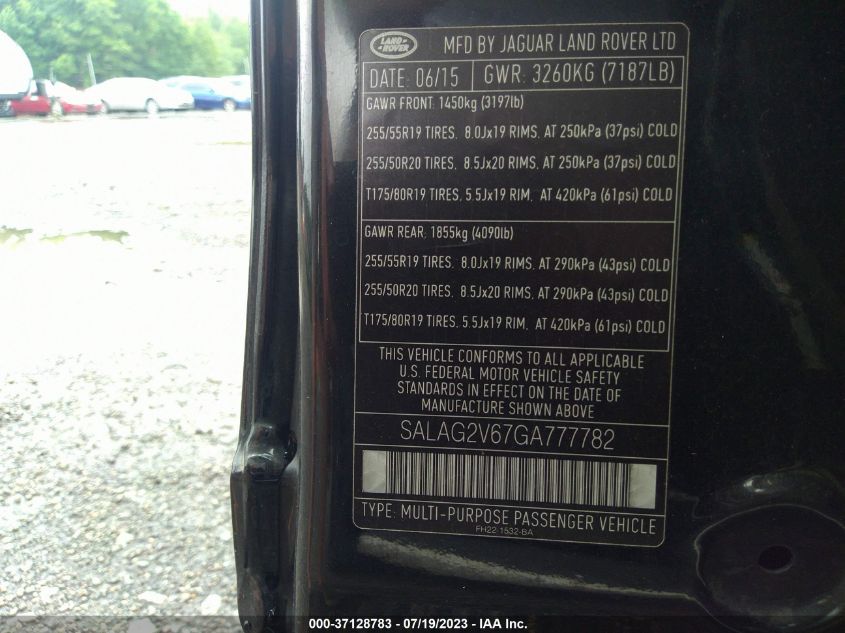 LAND ROVER
MFD BY JAGUAR LAND ROVER LTD
DATE: 06/15 GWR: 3260KG (7187LB)
GAWR FRONT: 1450kg (3197lb)
255/55R19 TIRES. 8.0Jx19 RIMS. AT 250kPa (37psi) COLD
255/50R20 TIRES. 8.5Jx20 RIMS. AT 250kPa (37psi) COLD
T175/80R19 TIRES. 5.5Jx19 RIM. AT 420kPa (61psi) COLD
GAWR REAR: 1855kg (4090lb)
255/55R19 TIRES. 8.0Jx19 RIMS. AT 290kPa (43psi) COLD
255/50R20 TIRES. 8.5Jx20 RIMS. AT 290kPa (43psi) COLD
T175/80R19 TIRES. 5.5Jx19 RIM. AT 420kPa (61psi) COLD
THIS VEHICLE CONFORMS TO ALL APPLICABLE
U.S. FEDERAL MOTOR VEHICLE SAFETY
STANDARDS IN EFFECT ON THE DATE OF
MANUFACTURE SHOWN ABOVE
SALAG2V67GA777782
TYPE: MULTI-PURPOSE PASSENGER VEHICLE
FH22-1532-BA
000-37128783 - 07/19/2023 - IAA Inc.